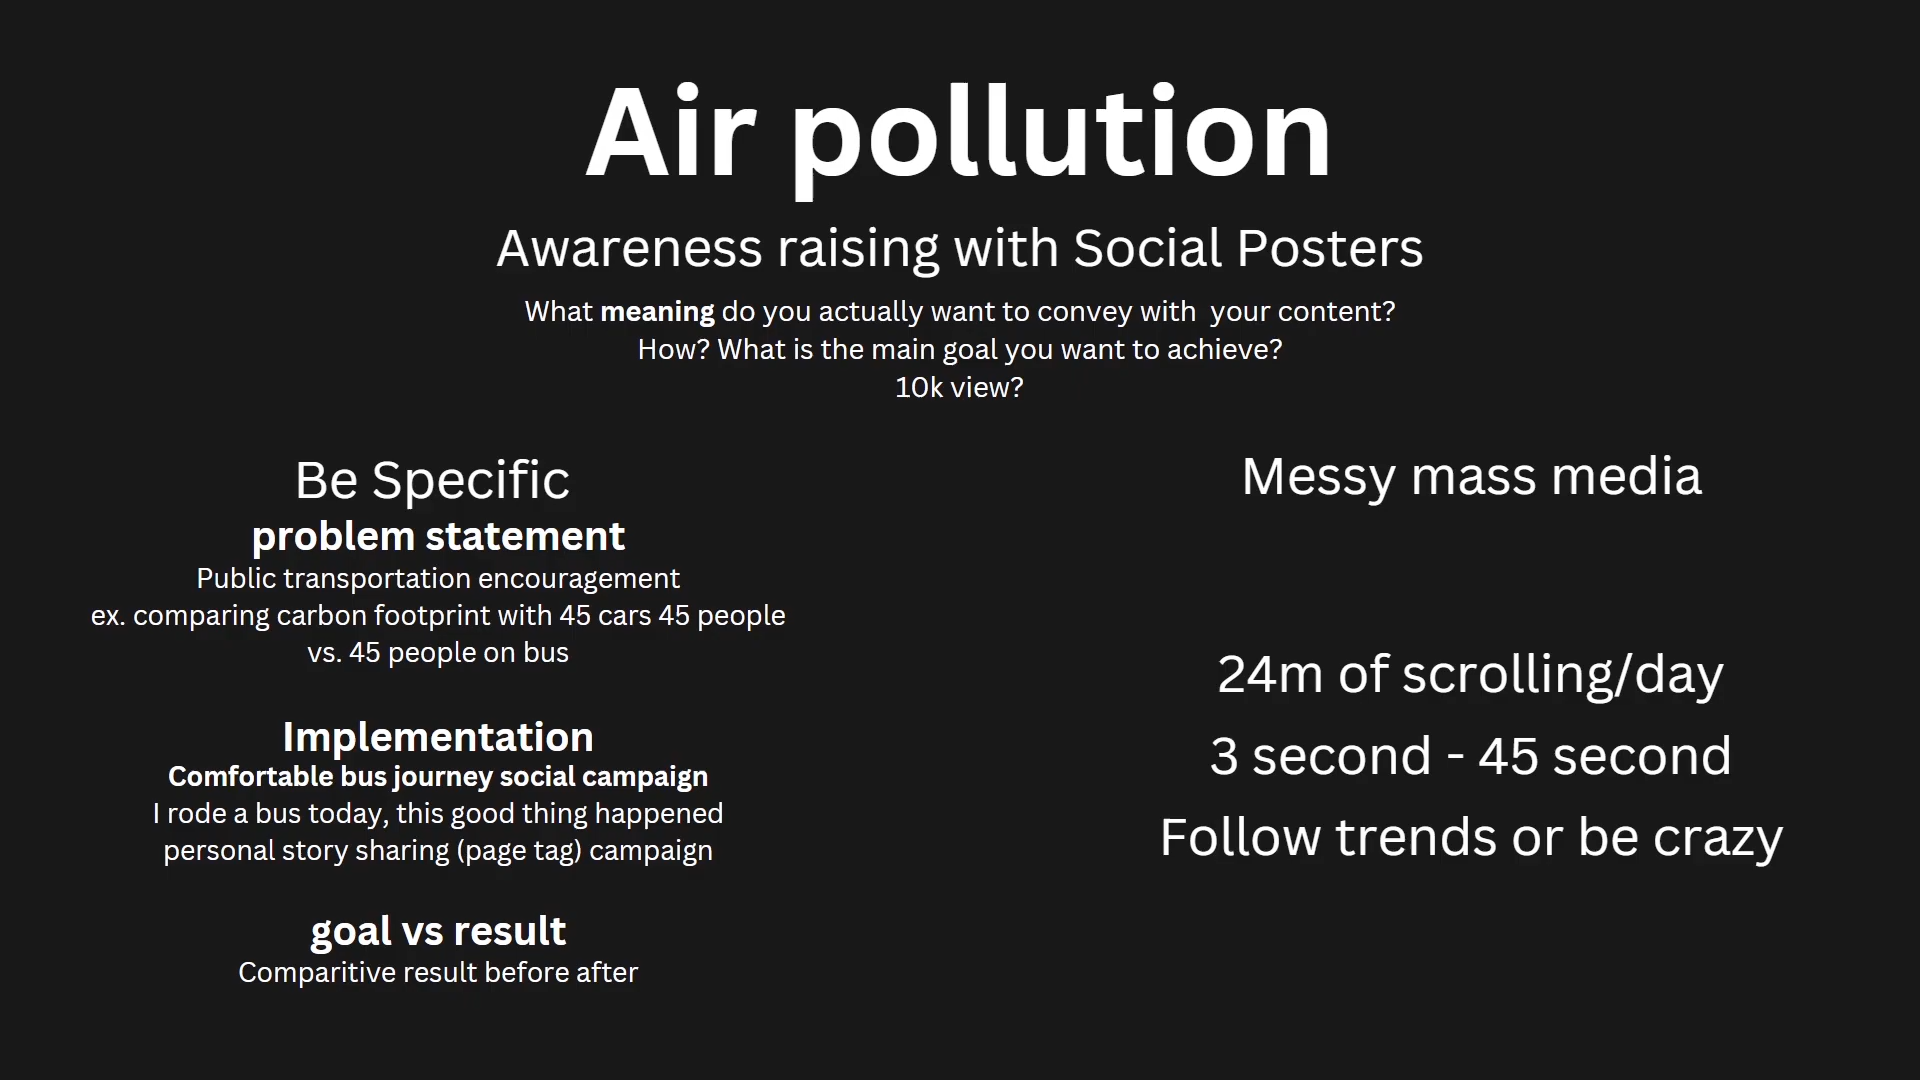 Air pollution
Awareness raising with Social Posters
What meaning do you actually want to convey with  your content?
How? What is the main goal you want to achieve?
10k view?
Be Specific
problem statement
Public transportation encouragement
ex. comparing carbon footprint with 45 cars 45 people
vs. 45 people on bus
Implementation
Comfortable bus journey social campaign
I rode a bus today, this good thing happened
personal story sharing (page tag) campaign
goal vs result
Comparitive result before after
Messy mass media
24m of scrolling/day
3 second - 45 second
Follow trends or be crazy